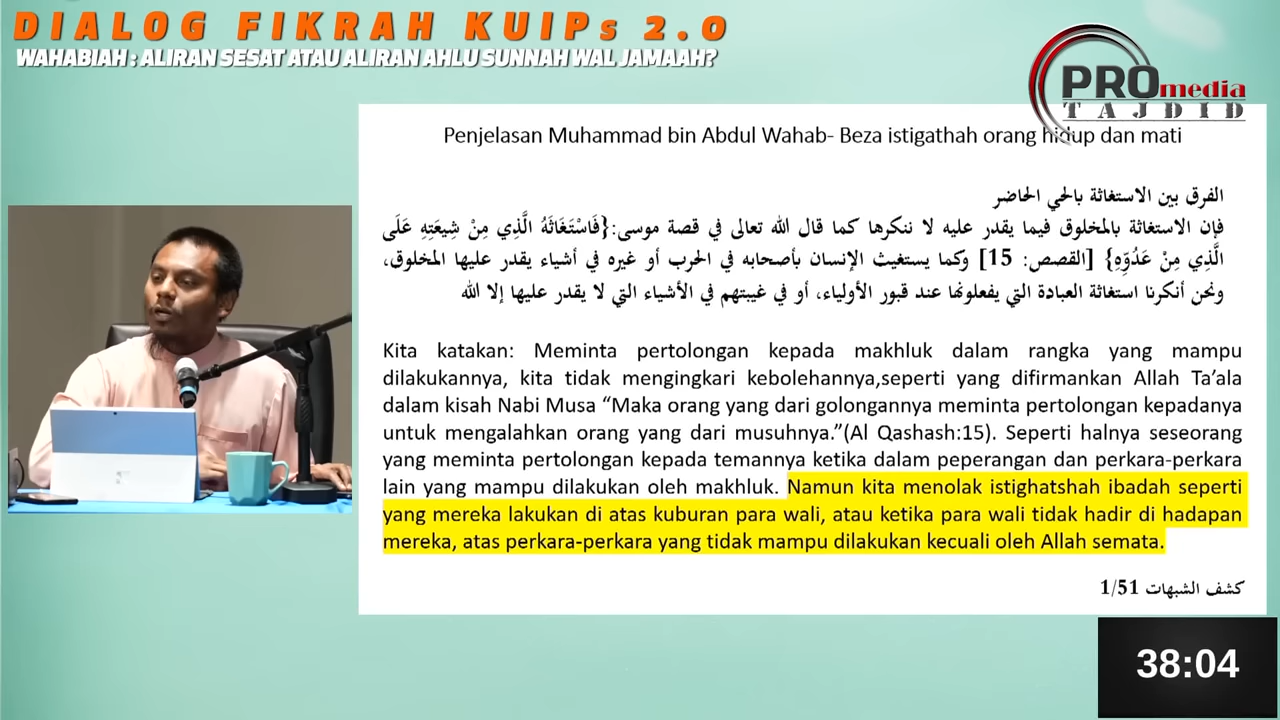 DIALOG FIKRAH KUIPs 2.0
WAHABIAH : ALIRAN SESAT ATAU ALIRAN AHLU SUNNAH WAL JAMAAH?
PROmedia
TAJDID
Penjelasan Muhammad bin Abdul Wahab- Beza istigathah orang hidup dan mati
الفرق بين الاستغاثة بالحي الحاضر
فإن الاستغاثة بالمخلوق فيما يقدر عليه لا ننكرها كما قال الله تعالى في قصة موسى:{فَاسْتَغَاثَهُ الَّذِي مِنْ شِيعَتِهِ عَلَى
الَّذِي مِنْ عَدُوِّهِ} [القصص: 15] وكما يستغيث الإنسان بأصحابه في الحرب أو غيره في أشياء يقدر عليها المخلوق،
ونحن أنكرنا استغاثة العبادة التي يفعلونها عند قبور الأولياء، أو في غيبتهم في الأشياء التي لا يقدر عليها إلا الله
Kita katakan: Meminta pertolongan kepada makhluk dalam rangka yang mampu
dilakukannya, kita tidak mengingkari kebolehannya,seperti yang difirmankan Allah Ta’ala
dalam kisah Nabi Musa “Maka orang yang dari golongannya meminta pertolongan kepadanya
untuk mengalahkan orang yang dari musuhnya.”(Al Qashash:15). Seperti halnya seseorang
yang meminta pertolongan kepada temannya ketika dalam peperangan dan perkara-perkara
lain yang mampu dilakukan oleh makhluk. Namun kita menolak istighatshah ibadah seperti
yang mereka lakukan di atas kuburan para wali, atau ketika para wali tidak hadir di hadapan
mereka, atas perkara-perkara yang tidak mampu dilakukan kecuali oleh Allah semata.
كشف الشبهات 1/51
38:04